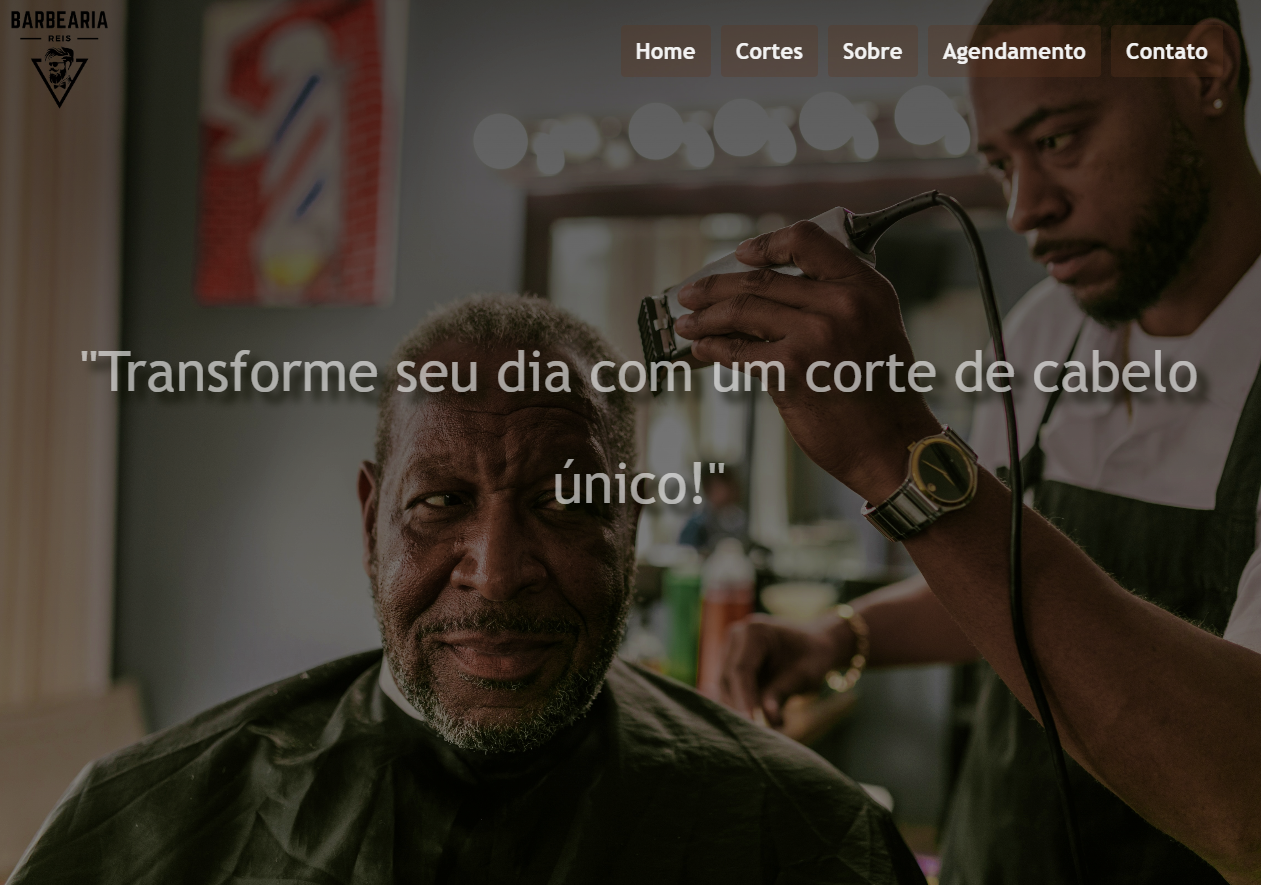 BARBEARIA
REIS
Home Cortes Sobre Agendamento Contato
"Transforme seu dia com um corte de cabelo
único!"